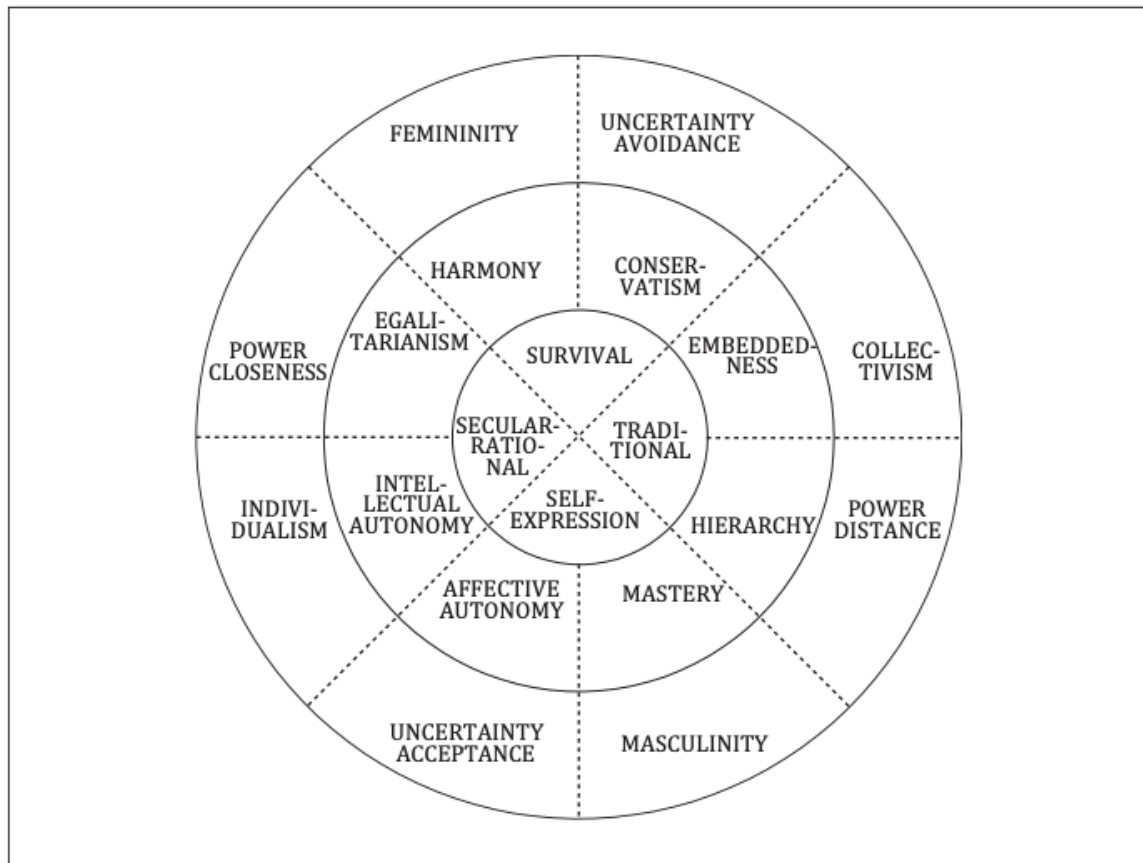 FEMININITY
UNCERTAINTY
AVOIDANCE
HARMONY
CONSER-
VATISM
POWER
CLOSENESS
EGALI-
TARIANISM
SURVIVAL
EMBEDDED-
NESS
COLLEC-
TIVISM
SECULAR-
RATIO-
NAL
TRADI-
TIONAL
INDIVI-
DUALISM
INTEL-
LECTUAL
AUTONOMY
SELF-
EXPRESSION
HIERARCHY
POWER
DISTANCE
AFFECTIVE
AUTONOMY
MASTERY
UNCERTAINTY
ACCEPTANCE
MASCULINITY